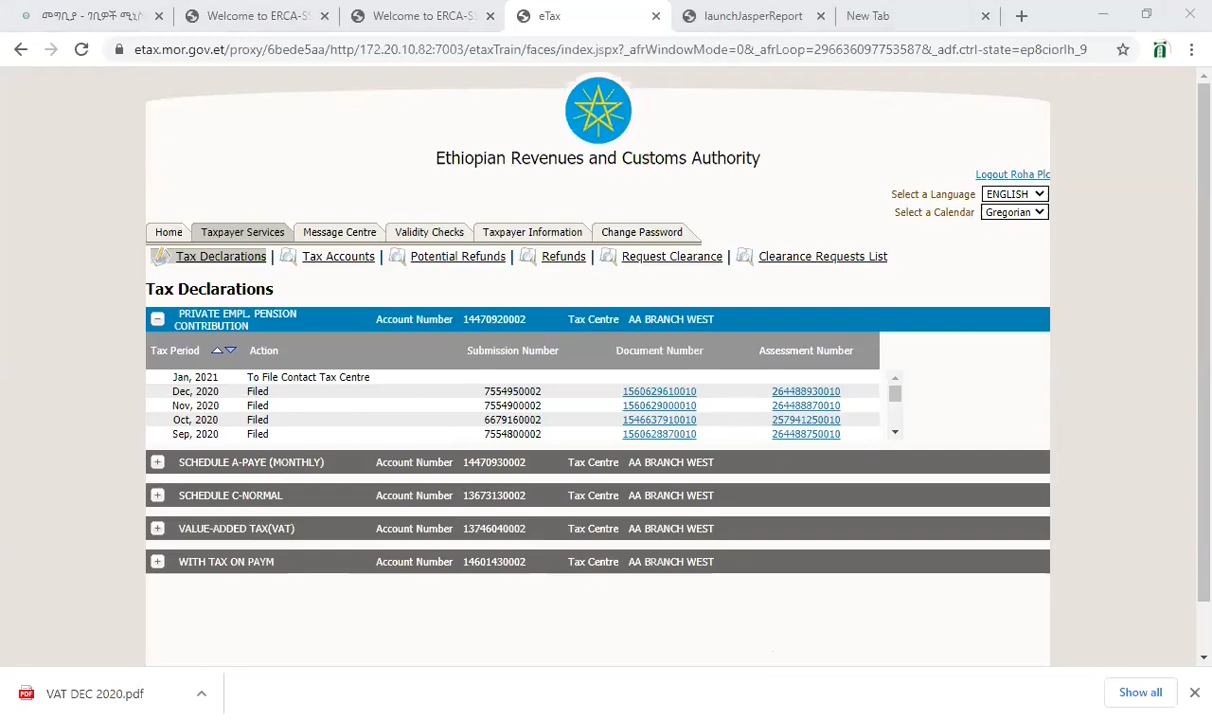 መግቢያ - ገቢዎች ሚኒስ
Welcome to ERCA-S
Welcome to ERCA-S
eTax
launchJasperReport
New Tab
etax.mor.gov.et/proxy/6bede5aa/http/172.20.10.82:7003/etaxTrain/faces/index.jspx?_afrWindowMode=0&_afrLoop=296636097753587&_adf.ctrl-state=ep8ciorlh_9
Ethiopian Revenues and Customs Authority
Logout Roha Plc
Select a Language ENGLISH
Select a Calendar Gregorian
Home Taxpayer Services Message Centre Validity Checks Taxpayer Information Change Password
Tax Declarations | Tax Accounts | Potential Refunds | Refunds | Request Clearance | Clearance Requests List
Tax Declarations
PRIVATE EMPL. PENSION CONTRIBUTION Account Number 14470920002 Tax Centre AA BRANCH WEST
Tax Period Action Submission Number Document Number Assessment Number
Jan, 2021 To File Contact Tax Centre
Dec, 2020 Filed 7554950002 1560629610010 264488930010
Nov, 2020 Filed 7554900002 1560629000010 264488870010
Oct, 2020 Filed 6679160002 1546637910010 257941250010
Sep, 2020 Filed 7554800002 1560628870010 264488750010
SCHEDULE A-PAYE (MONTHLY) Account Number 14470930002 Tax Centre AA BRANCH WEST
SCHEDULE C-NORMAL Account Number 13673130002 Tax Centre AA BRANCH WEST
VALUE-ADDED TAX(VAT) Account Number 13746040002 Tax Centre AA BRANCH WEST
WITH TAX ON PAYM Account Number 14601430002 Tax Centre AA BRANCH WEST
PDF VAT DEC 2020.pdf
Show all